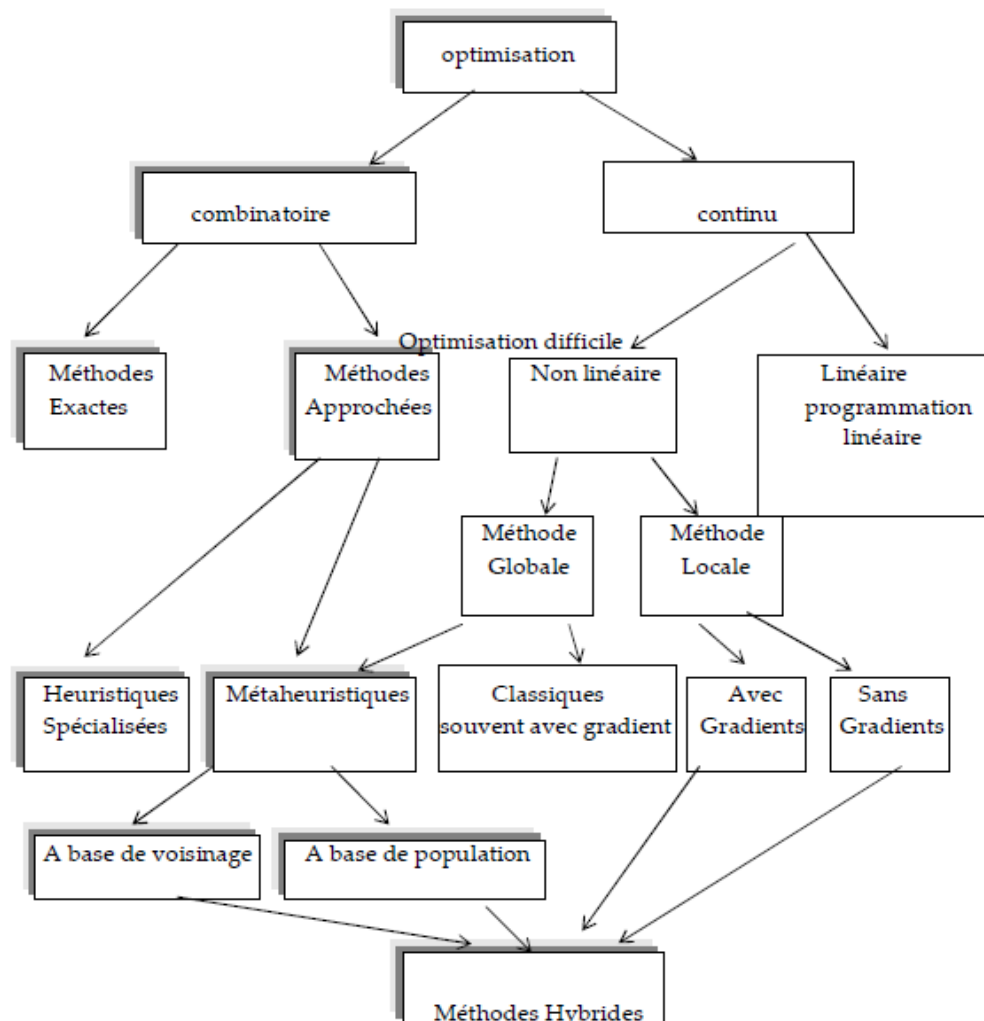 optimisation
combinatoire
continu
Optimisation difficile
Méthodes
Exactes
Méthodes
Approchées
Non linéaire
Linéaire
programmation
linéaire
Méthode
Globale
Méthode
Locale
Heuristiques
Spécialisées
Métaheuristiques
Classiques
souvent avec gradient
Avec
Gradients
Sans
Gradients
A base de voisinage
A base de population
Méthodes Hybrides